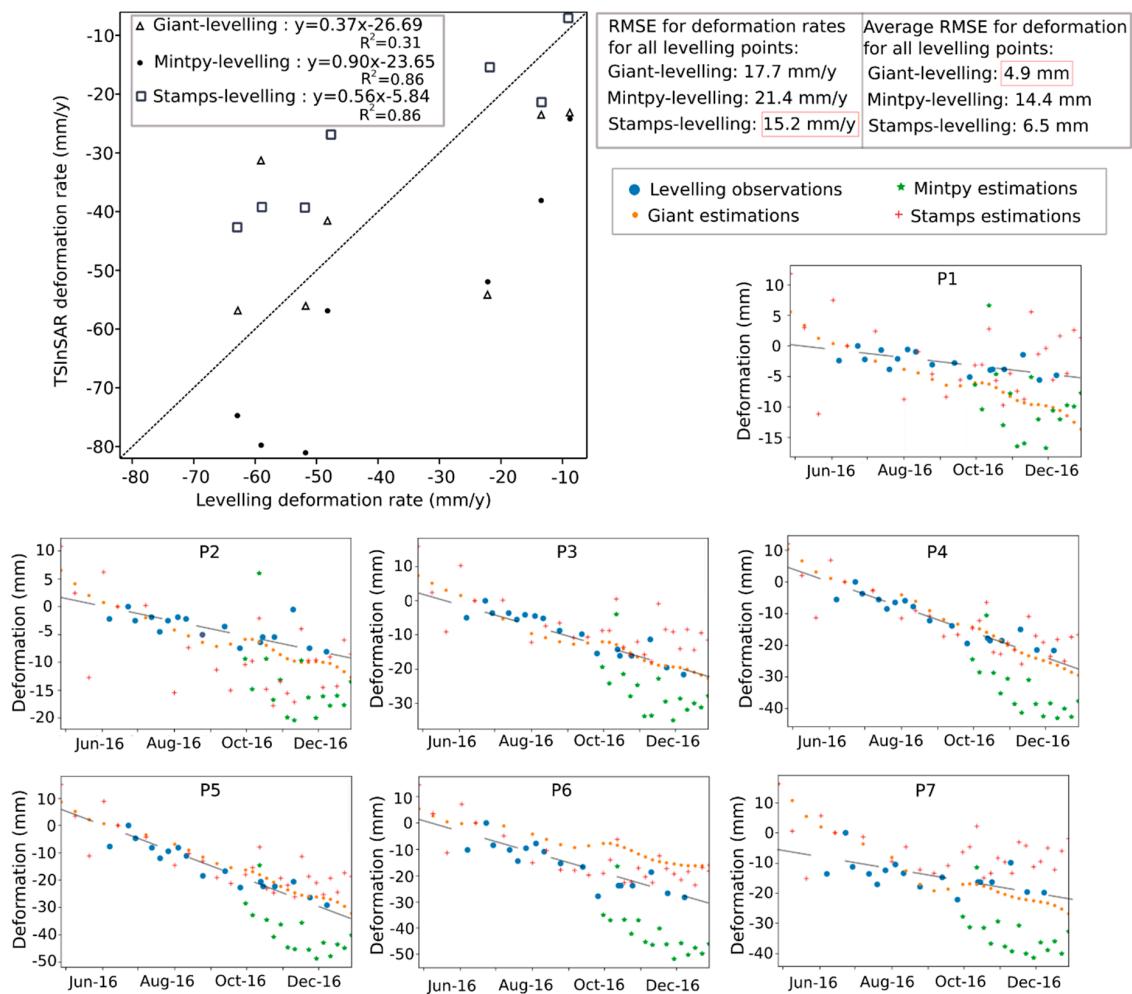 Giant-levelling : y=0.37x-26.69
R²=0.31
Mintpy-levelling : y=0.90x-23.65
R²=0.86
Stamps-levelling : y=0.56x-5.84
R²=0.86
-10
-20
-30
-40
-50
-60
-70
-80
TSInSAR deformation rate (mm/y)
-80 -70 -60 -50 -40 -30 -20 -10
Levelling deformation rate (mm/y)
RMSE for deformation rates
for all levelling points:
Giant-levelling: 17.7 mm/y
Mintpy-levelling: 21.4 mm/y
Stamps-levelling: 15.2 mm/y
Average RMSE for deformation
for all levelling points:
Giant-levelling: 4.9 mm
Mintpy-levelling: 14.4 mm
Stamps-levelling: 6.5 mm
Levelling observations
Giant estimations
Mintpy estimations
Stamps estimations
P1
10
5
0
-5
-10
-15
Deformation (mm)
Jun-16 Aug-16 Oct-16 Dec-16
P2
10
5
0
-5
-10
-15
-20
Deformation (mm)
Jun-16 Aug-16 Oct-16 Dec-16
P3
10
0
-10
-20
-30
Deformation (mm)
Jun-16 Aug-16 Oct-16 Dec-16
P4
10
0
-10
-20
-30
-40
Deformation (mm)
Jun-16 Aug-16 Oct-16 Dec-16
P5
10
0
-10
-20
-30
-40
-50
Deformation (mm)
Jun-16 Aug-16 Oct-16 Dec-16
P6
10
0
-10
-20
-30
-40
-50
Deformation (mm)
Jun-16 Aug-16 Oct-16 Dec-16
P7
10
0
-10
-20
-30
-40
Deformation (mm)
Jun-16 Aug-16 Oct-16 Dec-16